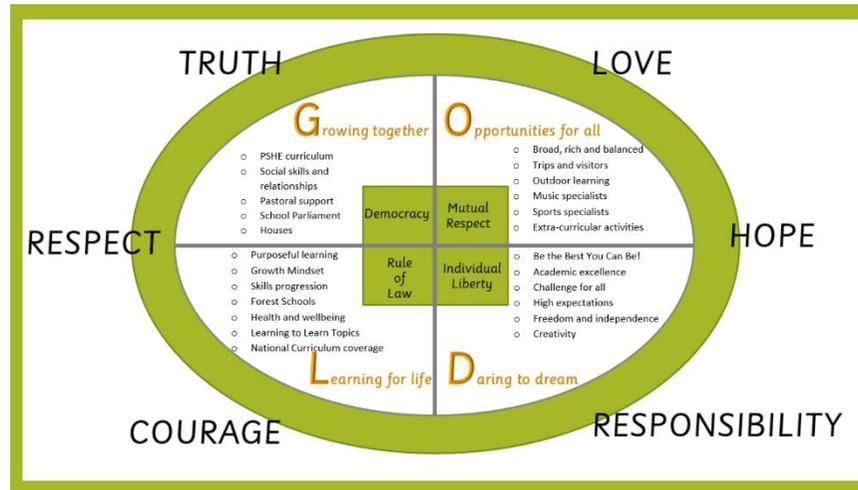 TRUTH
LOVE
Growing together
PSHE curriculum
Social skills and
relationships
Pastoral support
School Parliament
Houses
Opportunities for all
Broad, rich and balanced
Trips and visitors
Outdoor learning
Music specialists
Sports specialists
Extra-curricular activities
Democracy
Mutual
Respect
RESPECT
HOPE
Rule
of
Law
Individual
Liberty
Purposeful learning
Growth Mindset
Skills progression
Forest Schools
Health and wellbeing
Learning to Learn Topics
National Curriculum coverage
Learning for life
Be the Best You Can Be!
Academic excellence
Challenge for all
High expectations
Freedom and independence
Creativity
Daring to dream
COURAGE
RESPONSIBILITY